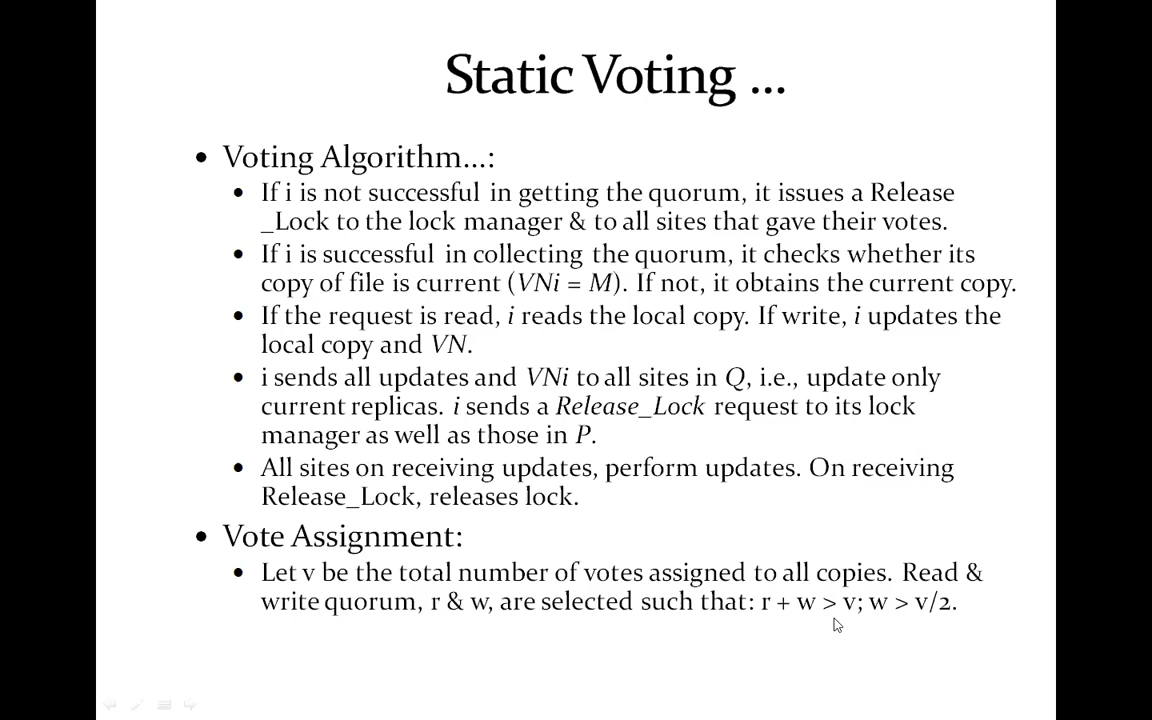 Static Voting ...
• Voting Algorithm...:
• If i is not successful in getting the quorum, it issues a Release
_Lock to the lock manager & to all sites that gave their votes.
• If i is successful in collecting the quorum, it checks whether its
copy of file is current (VNi = M). If not, it obtains the current copy.
• If the request is read, i reads the local copy. If write, i updates the
local copy and VN.
• i sends all updates and VNi to all sites in Q, i.e., update only
current replicas. i sends a Release_Lock request to its lock
manager as well as those in P.
• All sites on receiving updates, perform updates. On receiving
Release_Lock, releases lock.
• Vote Assignment:
• Let v be the total number of votes assigned to all copies. Read &
write quorum, r & w, are selected such that: r + w > v; w > v/2.